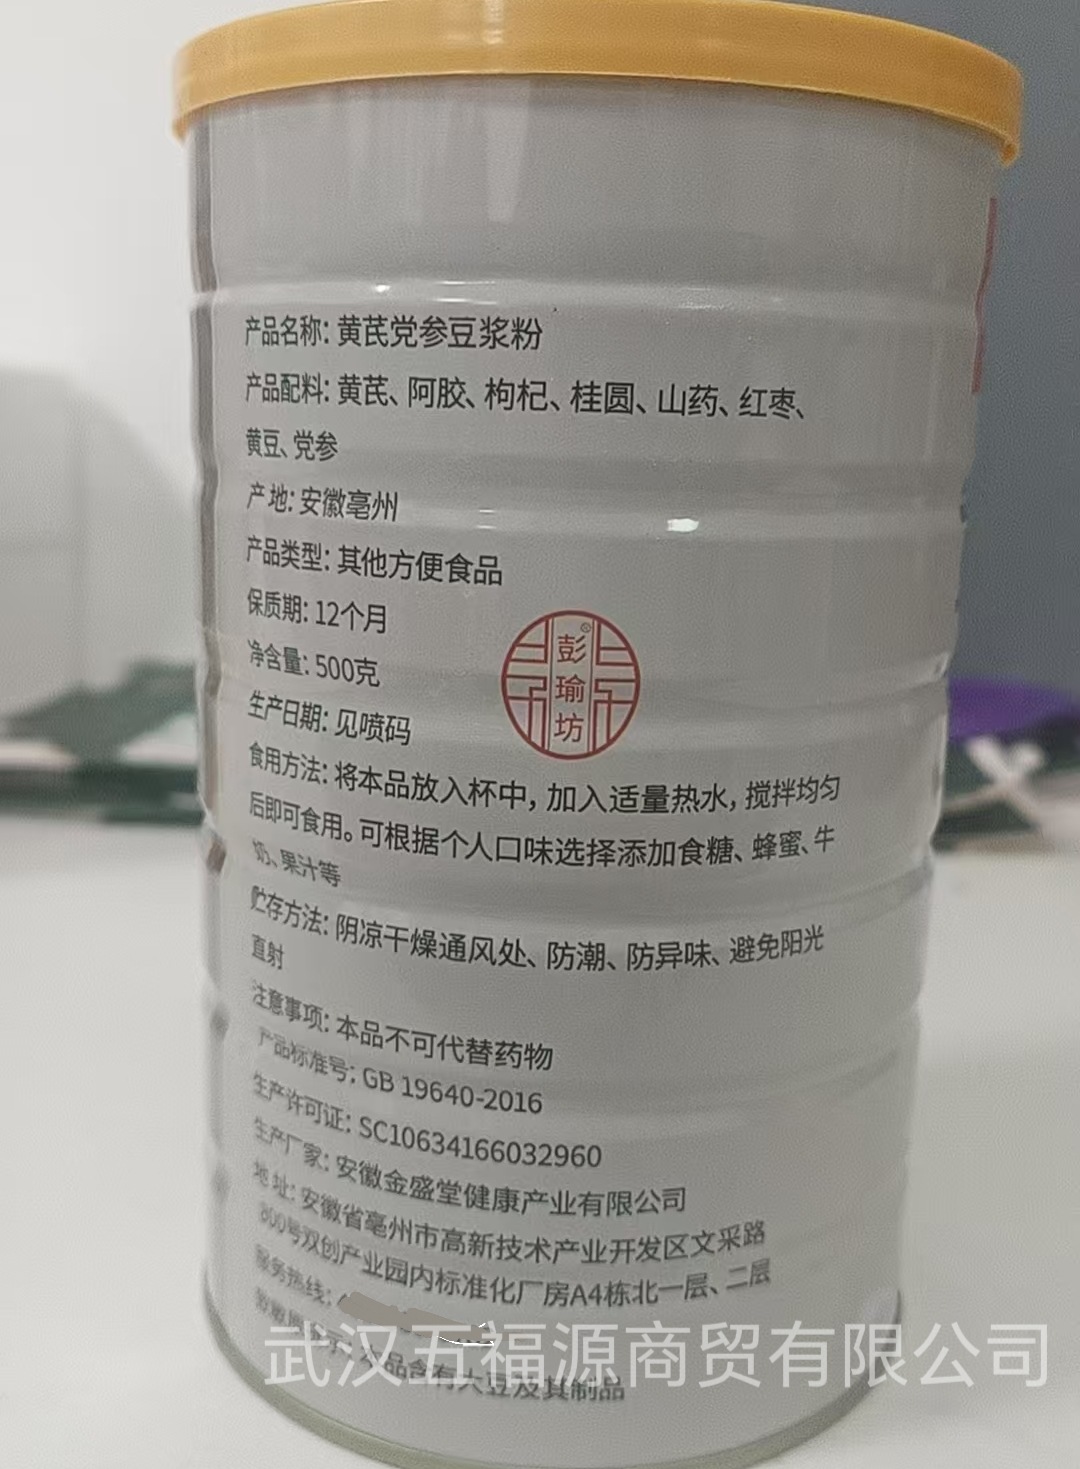 产品名称：黄芪党参豆浆粉
产品配料：黄芪、阿胶、枸杞、桂圆、山药、红枣、
黄豆、党参
产地：安徽亳州
产品类型：其他方便食品
保质期：12个月
净含量：500克
生产日期：见喷码
彭瑜坊®
食用方法：将本品放入杯中，加入适量热水，搅拌均匀
后即可食用。可根据个人口味选择添加食糖、蜂蜜、牛
奶、果汁等
贮存方法：阴凉干燥通风处、防潮、防异味、避免阳光
直射
注意事项：本品不可代替药物
产品标准号：GB 19640-2016
生产许可证：SC10634166032960
生产厂家：安徽金盛堂健康产业有限公司
地址：安徽省亳州市高新技术产业开发区文采路
800号双创产业园内标准化厂房A4栋北一层、二层
服务热线：
本品含有大豆及其制品
武汉五福源商贸有限公司